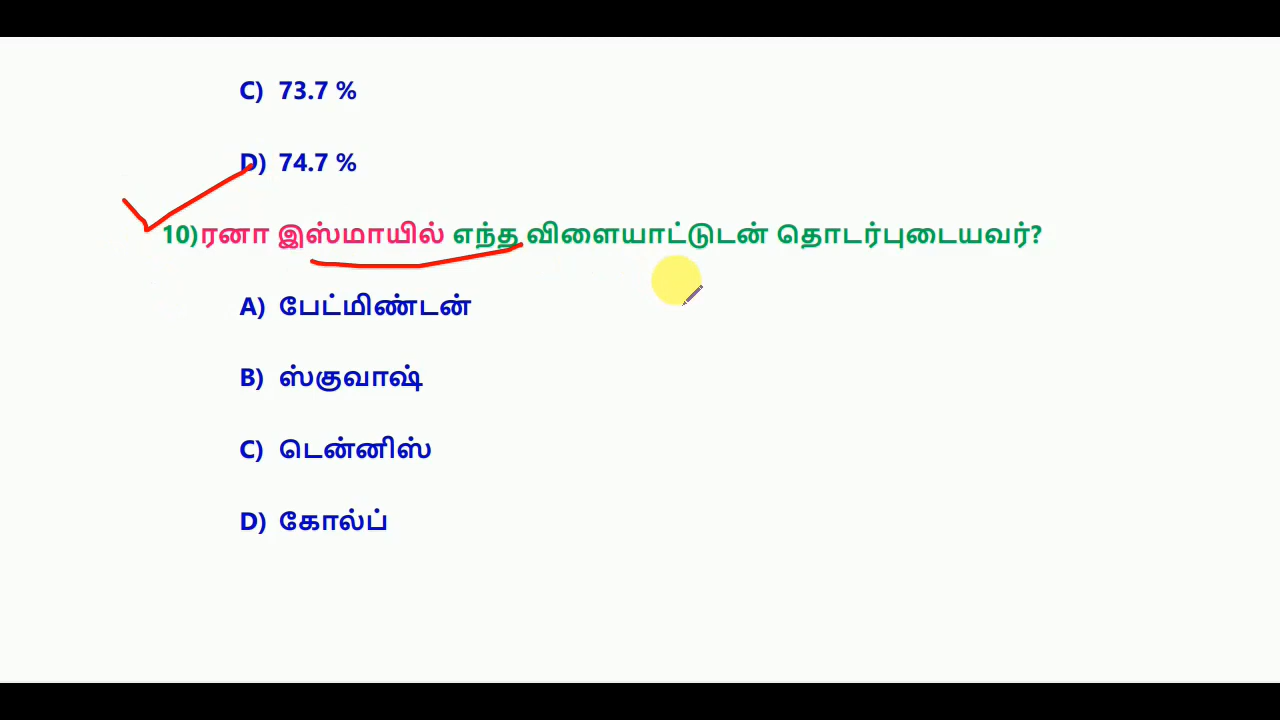 C) 73.7 %
D) 74.7 %
10)ரனா இஸ்மாயில் எந்த விளையாட்டுடன் தொடர்புடையவர்?
A) பேட்மிண்டன்
B) ஸ்குவாஷ்
C) டென்னிஸ்
D) கோல்ப்